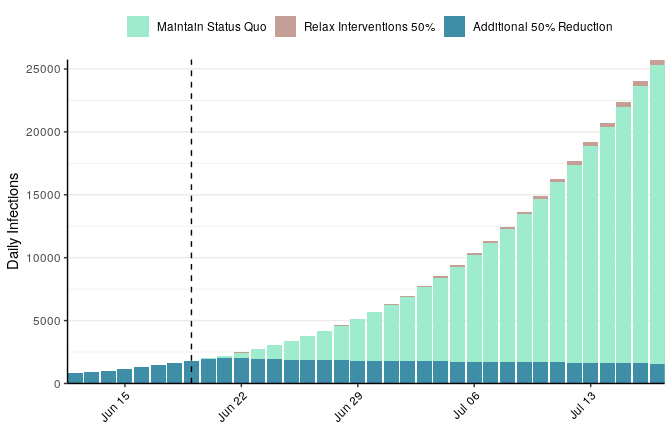 Maintain Status Quo Relax Interventions 50% Additional 50% Reduction
Daily Infections
25000
20000
15000
10000
5000
0
Jun 15 Jun 22 Jun 29 Jul 06 Jul 13